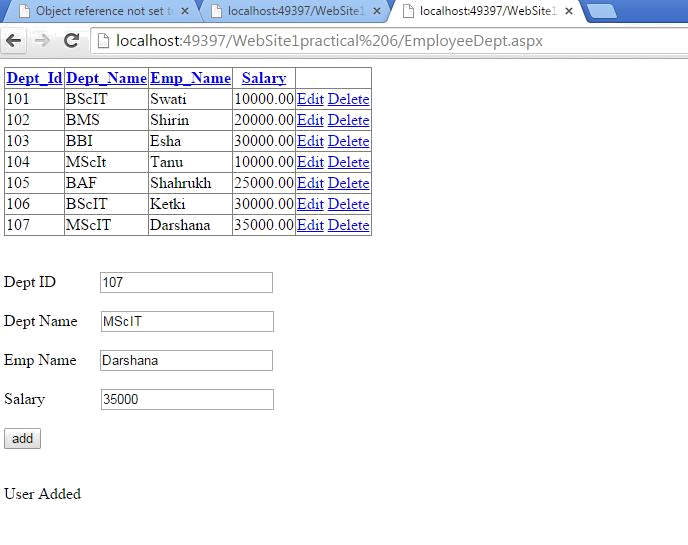 Object reference not set to
localhost:49397/WebSite1
localhost:49397/WebSite1
localhost:49397/WebSite1practical%206/EmployeeDept.aspx
Dept_Id Dept_Name Emp_Name Salary
101 BScIT Swati 10000.00 Edit Delete
102 BMS Shirin 20000.00 Edit Delete
103 BBI Esha 30000.00 Edit Delete
104 MScIt Tanu 10000.00 Edit Delete
105 BAF Shahrukh 25000.00 Edit Delete
106 BScIT Ketki 30000.00 Edit Delete
107 MScIT Darshana 35000.00 Edit Delete
Dept ID 107
Dept Name MScIT
Emp Name Darshana
Salary 35000
add
User Added